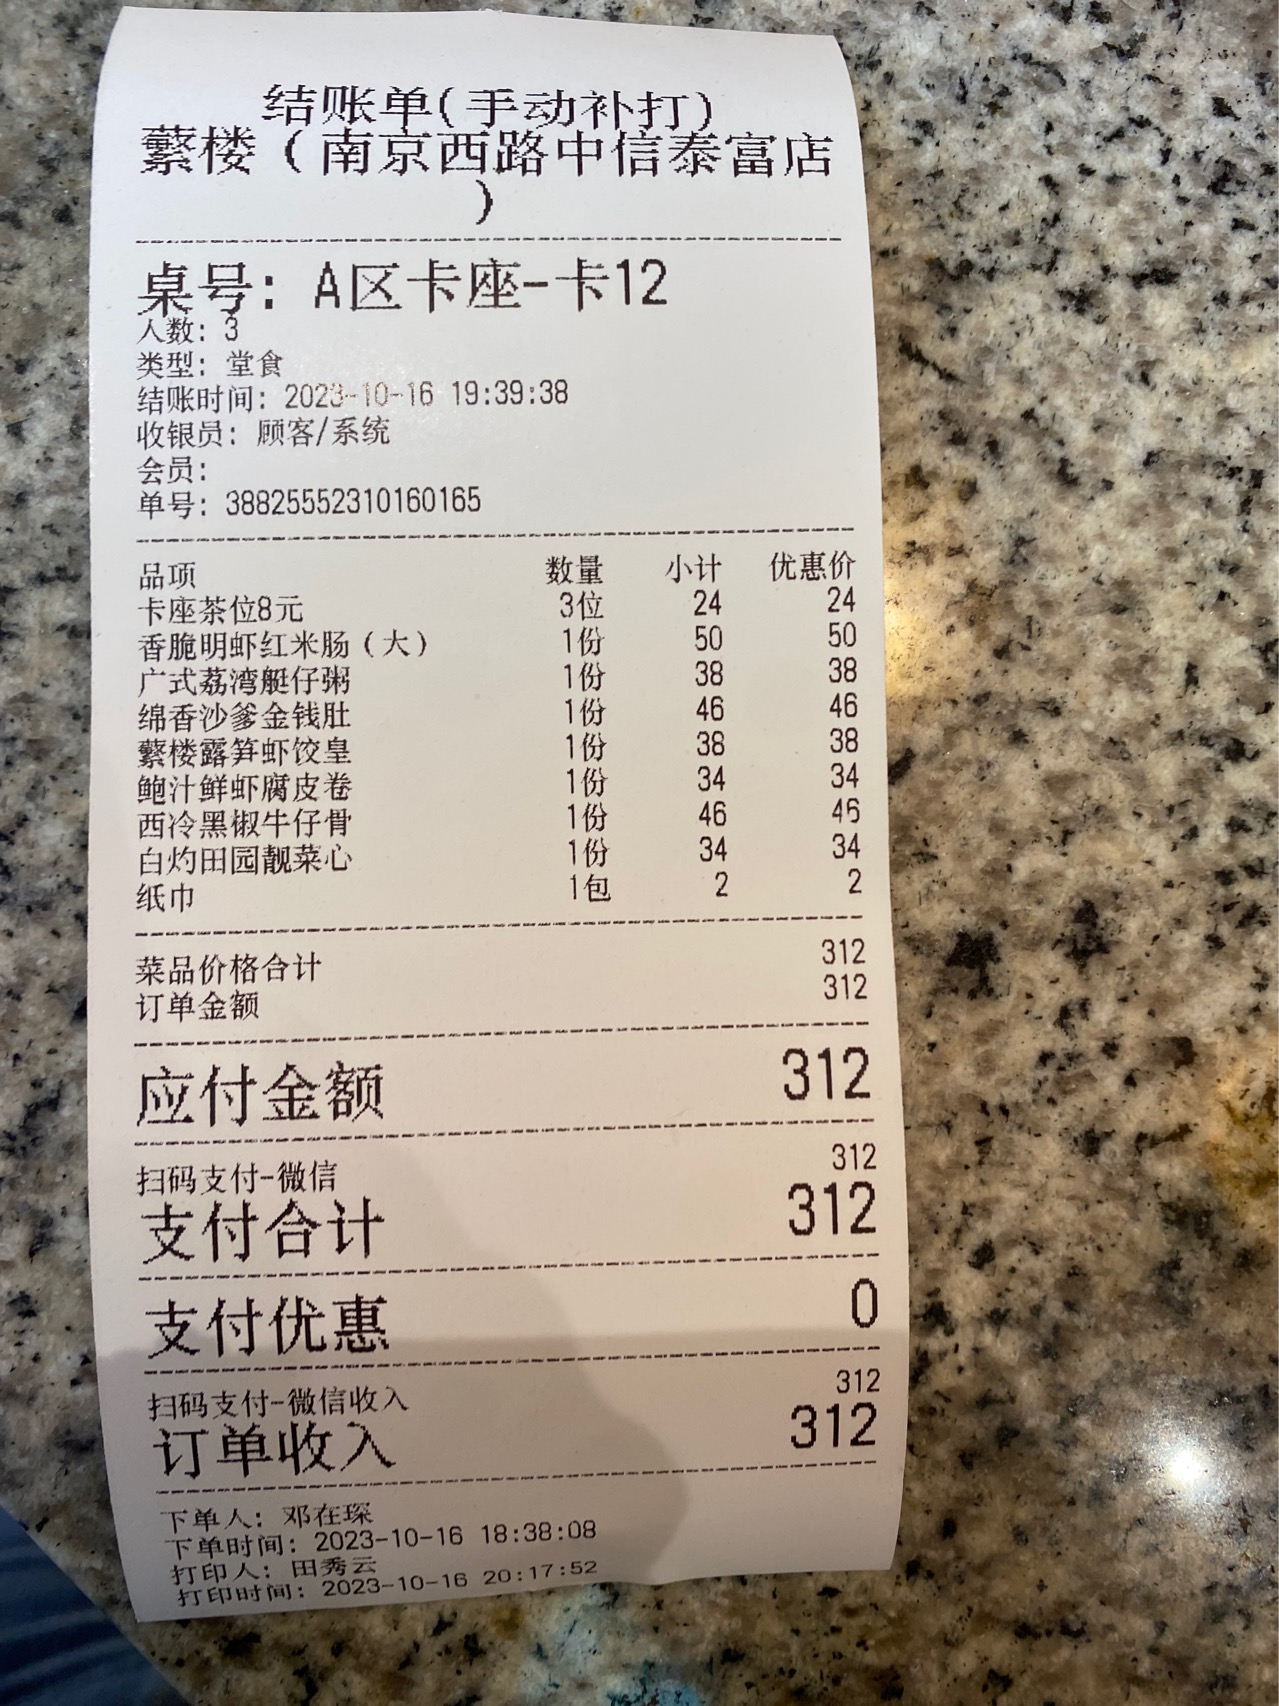 结账单(手动补打)
蘩楼（南京西路中信泰富店
）
桌号: A区卡座-卡12
人数: 3
类型: 堂食
结账时间: 2023-10-16 19:39:38
收银员: 顾客/系统
会员:
单号: 38825552310160165
品项 数量 小计 优惠价
卡座茶位8元 3位 24 24
香脆明虾红米肠（大） 1份 50 50
广式荔湾艇仔粥 1份 38 38
绵香沙爹金钱肚 1份 46 46
蘩楼露笋虾饺皇 1份 38 38
鲍汁鲜虾腐皮卷 1份 34 34
西冷黑椒牛仔骨 1份 46 46
白灼田园靓菜心 1份 34 34
纸巾 1包 2 2
菜品价格合计 312
订单金额 312
应付金额 312
扫码支付-微信 312
支付合计 312
支付优惠 0
扫码支付-微信收入 312
订单收入 312
下单人: 邓在琛
下单时间: 2023-10-16 18:38:08
打印人: 田秀云
打印时间: 2023-10-16 20:17:52